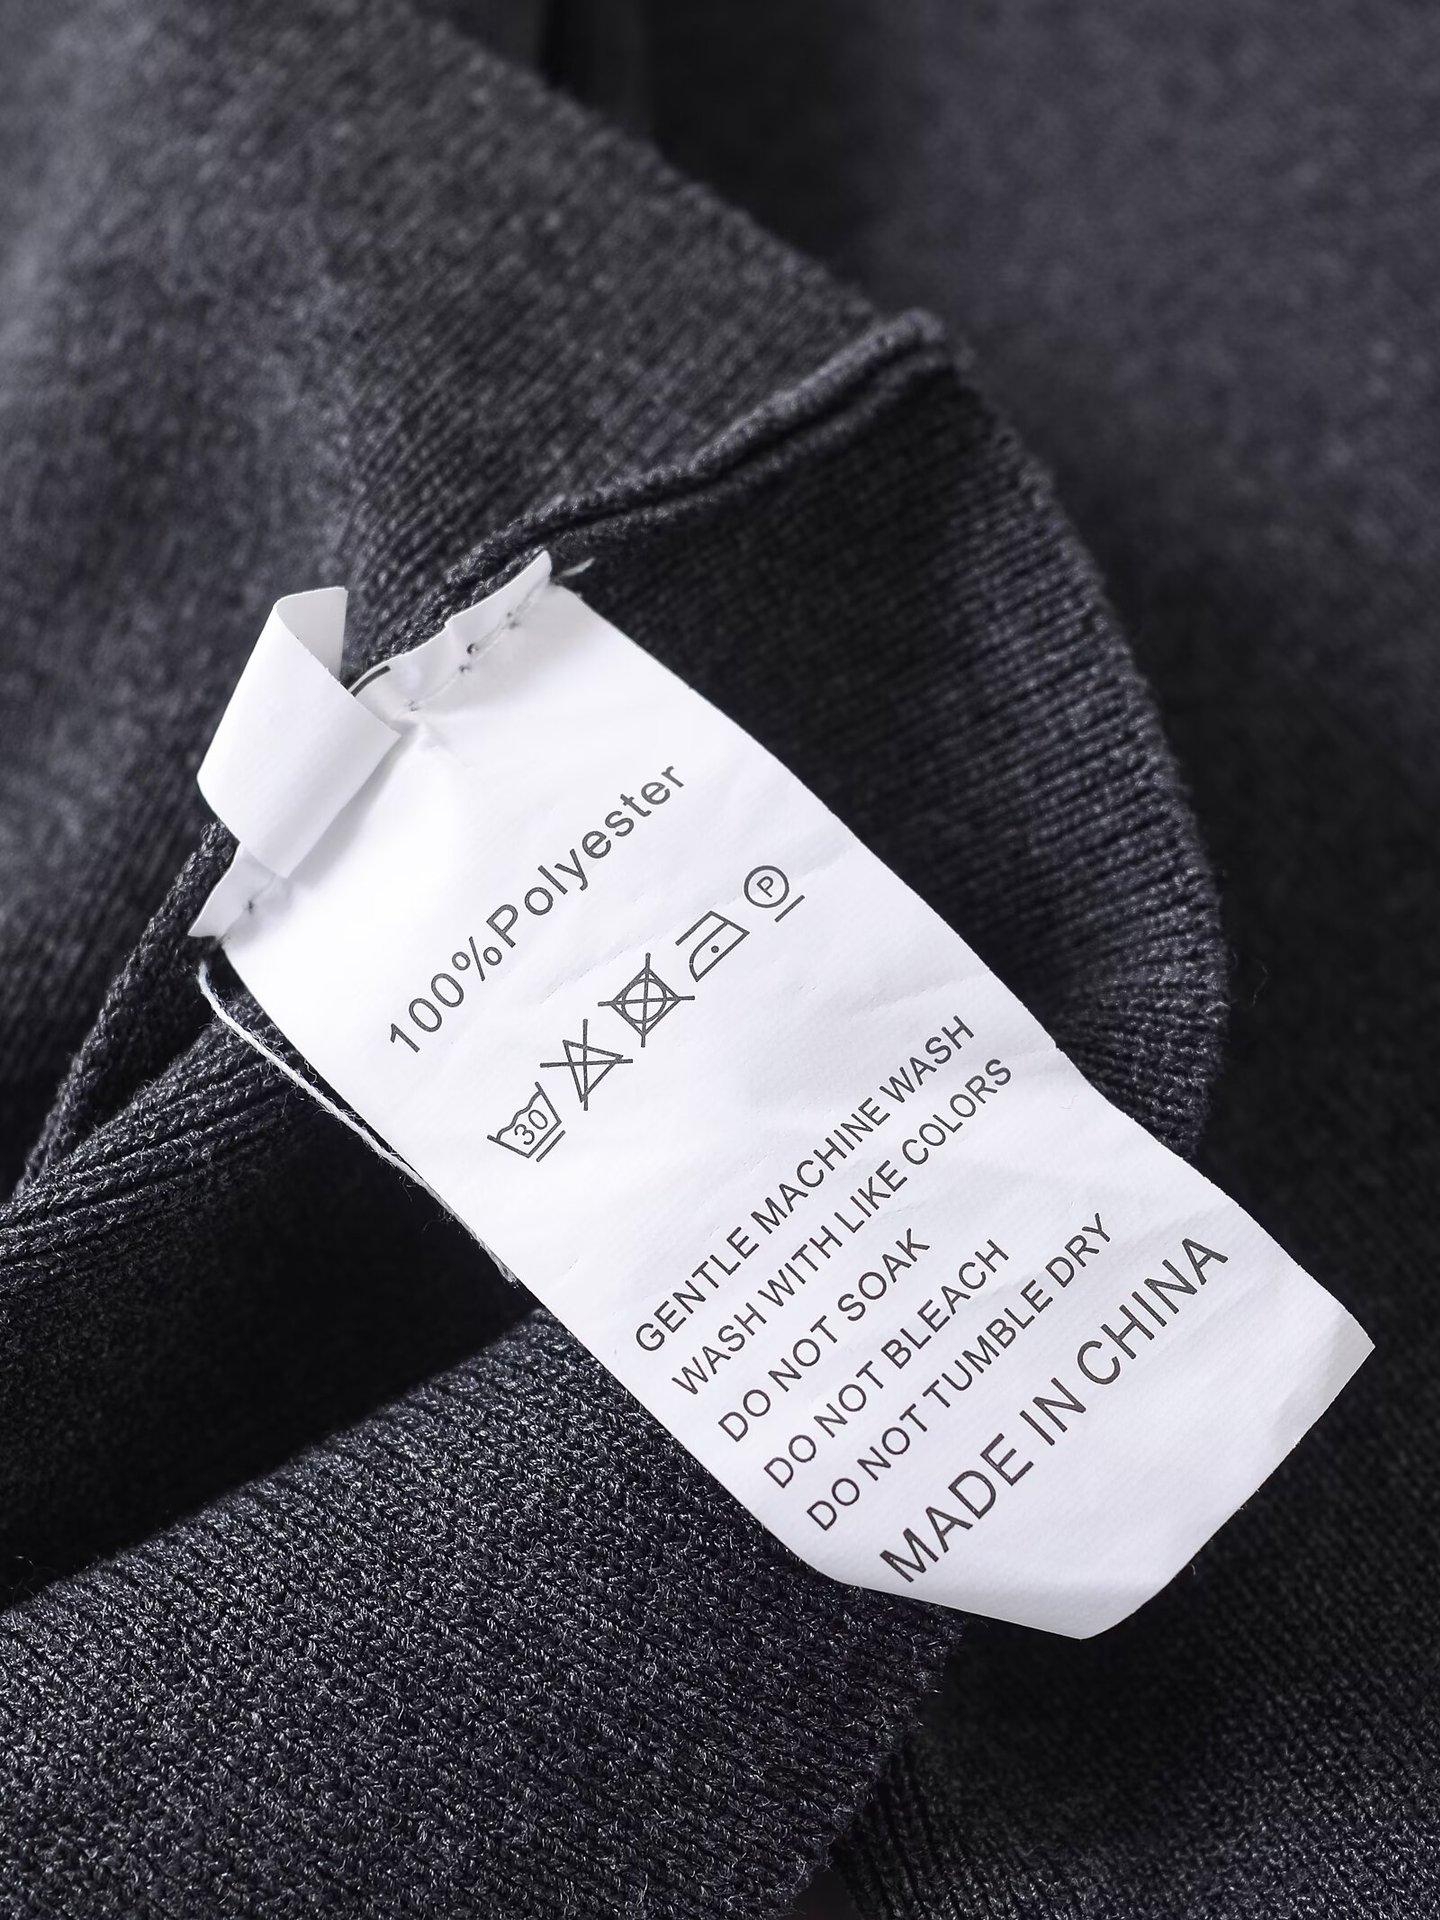 100%Polyester
30 P
GENTLE MACHINE WASH
WASH WITH LIKE COLORS
DO NOT SOAK
DO NOT BLEACH
DO NOT TUMBLE DRY
MADE IN CHINA